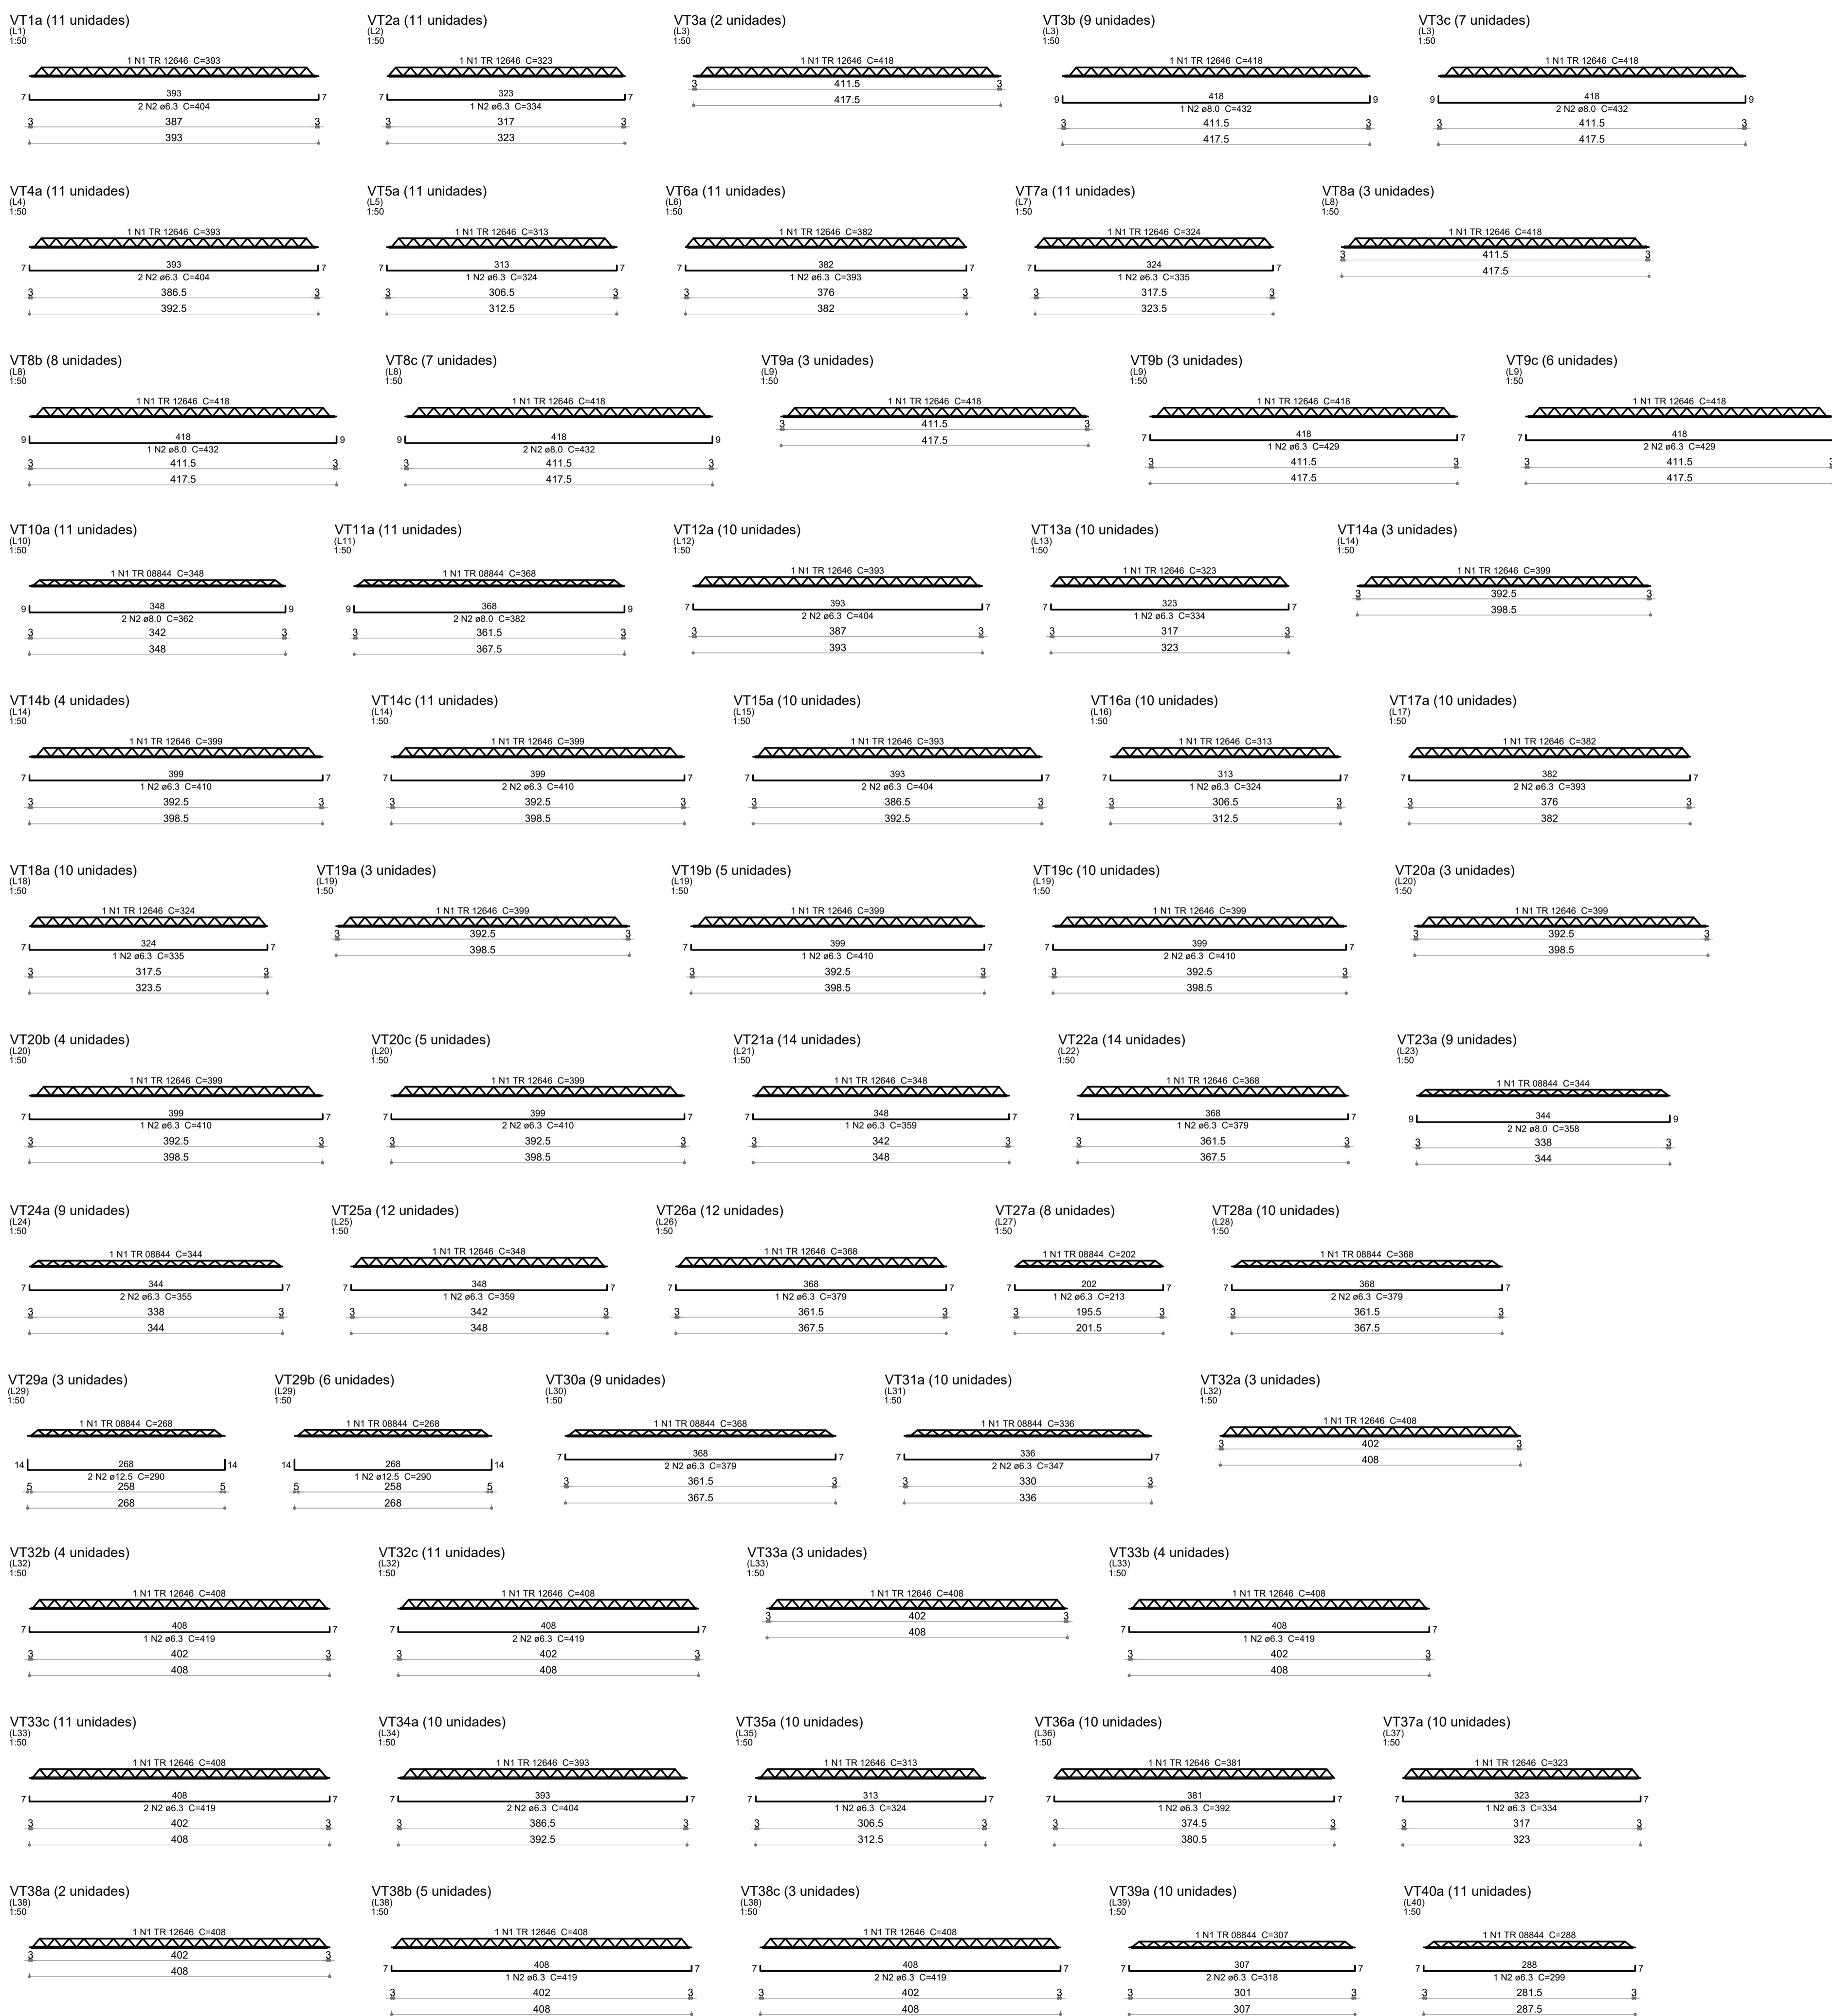 VT1a (11 unidades)
(L1)
1:50
1 N1 TR 12646 C=393
7 393 7
2 N2 ø6.3 C=404
3 387 3
393
VT2a (11 unidades)
(L2)
1:50
1 N1 TR 12646 C=323
7 323 7
1 N2 ø6.3 C=334
3 317 3
323
VT3a (2 unidades)
(L3)
1:50
1 N1 TR 12646 C=418
3 411.5 3
417.5
VT3b (9 unidades)
(L3)
1:50
1 N1 TR 12646 C=418
9 418 9
1 N2 ø8.0 C=432
3 411.5 3
417.5
VT3c (7 unidades)
(L3)
1:50
1 N1 TR 12646 C=418
9 418 9
2 N2 ø8.0 C=432
3 411.5 3
417.5
VT4a (11 unidades)
(L4)
1:50
1 N1 TR 12646 C=393
7 393 7
2 N2 ø6.3 C=404
3 386.5 3
392.5
VT5a (11 unidades)
(L5)
1:50
1 N1 TR 12646 C=313
7 313 7
1 N2 ø6.3 C=324
3 306.5 3
312.5
VT6a (11 unidades)
(L6)
1:50
1 N1 TR 12646 C=382
7 382 7
1 N2 ø6.3 C=393
3 376 3
382
VT7a (11 unidades)
(L7)
1:50
1 N1 TR 12646 C=324
7 324 7
1 N2 ø6.3 C=335
3 317.5 3
323.5
VT8a (3 unidades)
(L8)
1:50
1 N1 TR 12646 C=418
3 411.5 3
417.5
VT8b (8 unidades)
(L8)
1:50
1 N1 TR 12646 C=418
9 418 9
1 N2 ø8.0 C=432
3 411.5 3
417.5
VT8c (7 unidades)
(L8)
1:50
1 N1 TR 12646 C=418
9 418 9
2 N2 ø8.0 C=432
3 411.5 3
417.5
VT9a (3 unidades)
(L9)
1:50
1 N1 TR 12646 C=418
3 411.5 3
417.5
VT9b (3 unidades)
(L9)
1:50
1 N1 TR 12646 C=418
7 418 7
1 N2 ø6.3 C=429
3 411.5 3
417.5
VT9c (6 unidades)
(L9)
1:50
1 N1 TR 12646 C=418
7 418
2 N2 ø6.3 C=429
3 411.5 3
417.5
VT10a (11 unidades)
(L10)
1:50
1 N1 TR 08844 C=348
9 348 9
2 N2 ø8.0 C=362
3 342 3
348
VT11a (11 unidades)
(L11)
1:50
1 N1 TR 08844 C=368
9 368 9
2 N2 ø8.0 C=382
3 361.5 3
367.5
VT12a (10 unidades)
(L12)
1:50
1 N1 TR 12646 C=393
7 393 7
2 N2 ø6.3 C=404
3 387 3
393
VT13a (10 unidades)
(L13)
1:50
1 N1 TR 12646 C=323
7 323 7
1 N2 ø6.3 C=334
3 317 3
323
VT14a (3 unidades)
(L14)
1:50
1 N1 TR 12646 C=399
3 392.5 3
398.5
VT14b (4 unidades)
(L14)
1:50
1 N1 TR 12646 C=399
7 399 7
1 N2 ø6.3 C=410
3 392.5 3
398.5
VT14c (11 unidades)
(L14)
1:50
1 N1 TR 12646 C=399
7 399 7
2 N2 ø6.3 C=410
3 392.5 3
398.5
VT15a (10 unidades)
(L15)
1:50
1 N1 TR 12646 C=393
7 393 7
2 N2 ø6.3 C=404
3 386.5 3
392.5
VT16a (10 unidades)
(L16)
1:50
1 N1 TR 12646 C=313
7 313 7
1 N2 ø6.3 C=324
3 306.5 3
312.5
VT17a (10 unidades)
(L17)
1:50
1 N1 TR 12646 C=382
7 382 7
2 N2 ø6.3 C=393
3 376 3
382
VT18a (10 unidades)
(L18)
1:50
1 N1 TR 12646 C=324
7 324 7
1 N2 ø6.3 C=335
3 317.5 3
323.5
VT19a (3 unidades)
(L19)
1:50
1 N1 TR 12646 C=399
3 392.5 3
398.5
VT19b (5 unidades)
(L19)
1:50
1 N1 TR 12646 C=399
7 399 7
1 N2 ø6.3 C=410
3 392.5 3
398.5
VT19c (10 unidades)
(L19)
1:50
1 N1 TR 12646 C=399
7 399 7
2 N2 ø6.3 C=410
3 392.5 3
398.5
VT20a (3 unidades)
(L20)
1:50
1 N1 TR 12646 C=399
3 392.5 3
398.5
VT20b (4 unidades)
(L20)
1:50
1 N1 TR 12646 C=399
7 399 7
1 N2 ø6.3 C=410
3 392.5 3
398.5
VT20c (5 unidades)
(L20)
1:50
1 N1 TR 12646 C=399
7 399 7
2 N2 ø6.3 C=410
3 392.5 3
398.5
VT21a (14 unidades)
(L21)
1:50
1 N1 TR 12646 C=348
7 348 7
1 N2 ø6.3 C=359
3 342 3
348
VT22a (14 unidades)
(L22)
1:50
1 N1 TR 12646 C=368
7 368 7
1 N2 ø6.3 C=379
3 361.5 3
367.5
VT23a (9 unidades)
(L23)
1:50
1 N1 TR 08844 C=344
9 344 9
2 N2 ø8.0 C=358
3 338 3
344
VT24a (9 unidades)
(L24)
1:50
1 N1 TR 08844 C=344
7 344 7
2 N2 ø6.3 C=355
3 338 3
344
VT25a (12 unidades)
(L25)
1:50
1 N1 TR 12646 C=348
7 348 7
1 N2 ø6.3 C=359
3 342 3
348
VT26a (12 unidades)
(L26)
1:50
1 N1 TR 12646 C=368
7 368 7
1 N2 ø6.3 C=379
3 361.5 3
367.5
VT27a (8 unidades)
(L27)
1:50
1 N1 TR 08844 C=202
7 202 7
1 N2 ø6.3 C=213
3 195.5 3
201.5
VT28a (10 unidades)
(L28)
1:50
1 N1 TR 08844 C=368
7 368 7
2 N2 ø6.3 C=379
3 361.5 3
367.5
VT29a (3 unidades)
(L29)
1:50
1 N1 TR 08844 C=268
14 268 14
2 N2 ø12.5 C=290
5 258 5
268
VT29b (6 unidades)
(L29)
1:50
1 N1 TR 08844 C=268
14 268 14
1 N2 ø12.5 C=290
5 258 5
268
VT30a (9 unidades)
(L30)
1:50
1 N1 TR 08844 C=368
7 368 7
2 N2 ø6.3 C=379
3 361.5 3
367.5
VT31a (10 unidades)
(L31)
1:50
1 N1 TR 08844 C=336
7 336 7
2 N2 ø6.3 C=347
3 330 3
336
VT32a (3 unidades)
(L32)
1:50
1 N1 TR 12646 C=408
3 402 3
408
VT32b (4 unidades)
(L32)
1:50
1 N1 TR 12646 C=408
7 408 7
1 N2 ø6.3 C=419
3 402 3
408
VT32c (11 unidades)
(L32)
1:50
1 N1 TR 12646 C=408
7 408 7
2 N2 ø6.3 C=419
3 402 3
408
VT33a (3 unidades)
(L33)
1:50
1 N1 TR 12646 C=408
3 402 3
408
VT33b (4 unidades)
(L33)
1:50
1 N1 TR 12646 C=408
7 408 7
1 N2 ø6.3 C=419
3 402 3
408
VT33c (11 unidades)
(L33)
1:50
1 N1 TR 12646 C=408
7 408 7
2 N2 ø6.3 C=419
3 402 3
408
VT34a (10 unidades)
(L34)
1:50
1 N1 TR 12646 C=393
7 393 7
2 N2 ø6.3 C=404
3 386.5 3
392.5
VT35a (10 unidades)
(L35)
1:50
1 N1 TR 12646 C=313
7 313 7
1 N2 ø6.3 C=324
3 306.5 3
312.5
VT36a (10 unidades)
(L36)
1:50
1 N1 TR 12646 C=381
7 381 7
1 N2 ø6.3 C=392
3 374.5 3
380.5
VT37a (10 unidades)
(L37)
1:50
1 N1 TR 12646 C=323
7 323 7
1 N2 ø6.3 C=334
3 317 3
323
VT38a (2 unidades)
(L38)
1:50
1 N1 TR 12646 C=408
3 402 3
408
VT38b (5 unidades)
(L38)
1:50
1 N1 TR 12646 C=408
7 408 7
1 N2 ø6.3 C=419
3 402 3
408
VT38c (3 unidades)
(L38)
1:50
1 N1 TR 12646 C=408
7 408 7
2 N2 ø6.3 C=419
3 402 3
408
VT39a (10 unidades)
(L39)
1:50
1 N1 TR 08844 C=307
7 307 7
2 N2 ø6.3 C=318
3 301 3
307
VT40a (11 unidades)
(L40)
1:50
1 N1 TR 08844 C=288
7 288 7
1 N2 ø6.3 C=299
3 281.5 3
287.5